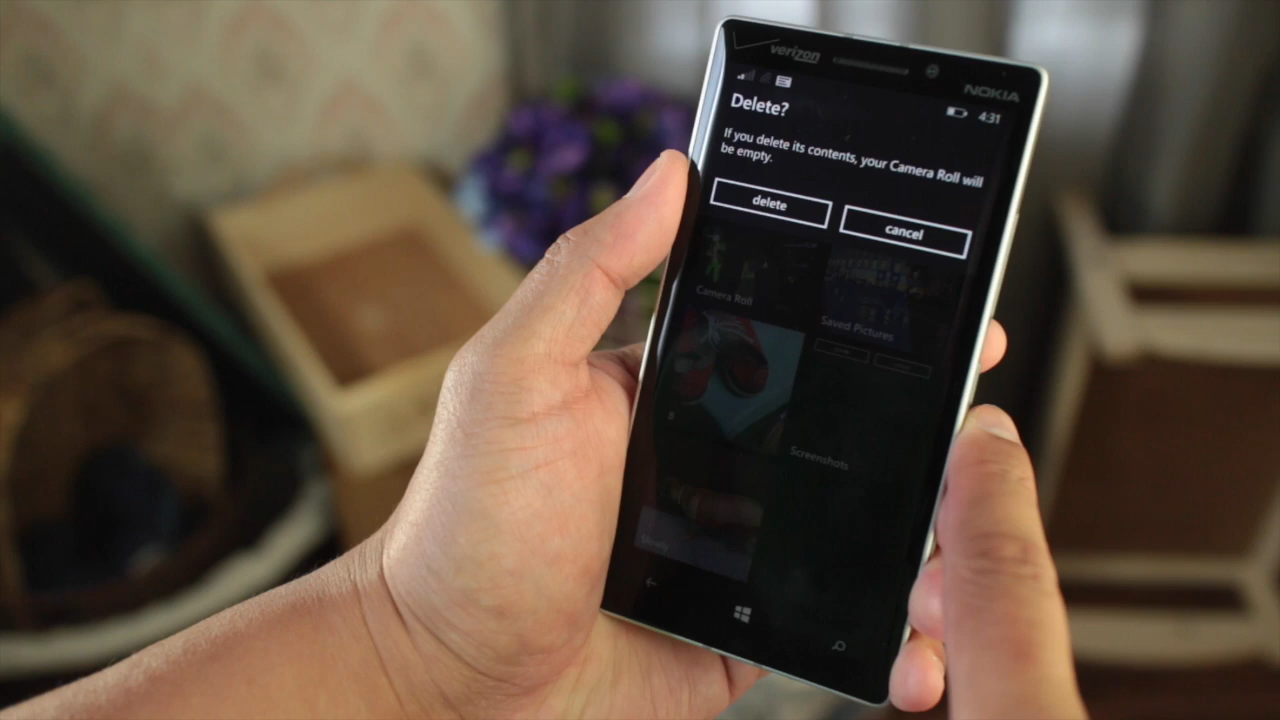 verizon
NOKIA
4:31
Delete?
If you delete its contents, your Camera Roll will
be empty.
delete
cancel
Camera Roll
Saved Pictures
Screenshots